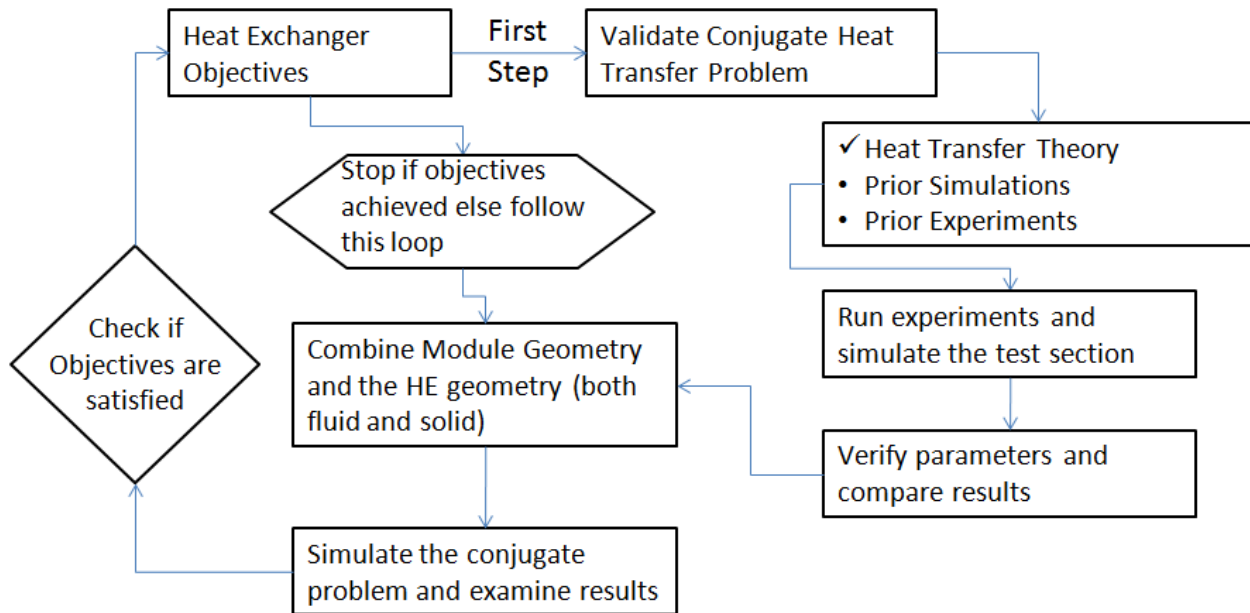 Heat Exchanger
Objectives
First
Step
Validate Conjugate Heat
Transfer Problem
✓ Heat Transfer Theory
• Prior Simulations
• Prior Experiments
Stop if objectives
achieved else follow
this loop
Run experiments and
simulate the test section
Check if
Objectives are
satisfied
Combine Module Geometry
and the HE geometry (both
fluid and solid)
Verify parameters and
compare results
Simulate the conjugate
problem and examine results